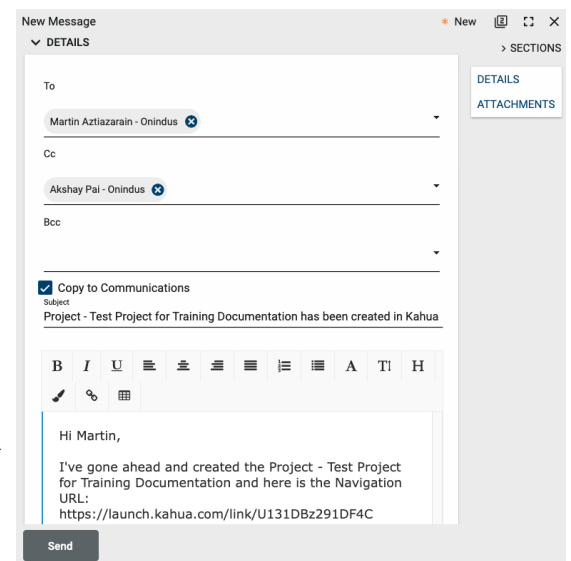 New Message
* New
DETAILS
> SECTIONS
DETAILS
ATTACHMENTS
To
Martin Aztiazarain - Onindus
Cc
Akshay Pai - Onindus
Bcc
Copy to Communications
Subject
Project - Test Project for Training Documentation has been created in Kahua
B I U A T H
Hi Martin,
I've gone ahead and created the Project - Test Project
for Training Documentation and here is the Navigation
URL:
https://launch.kahua.com/link/U131DBz291DF4C
Send